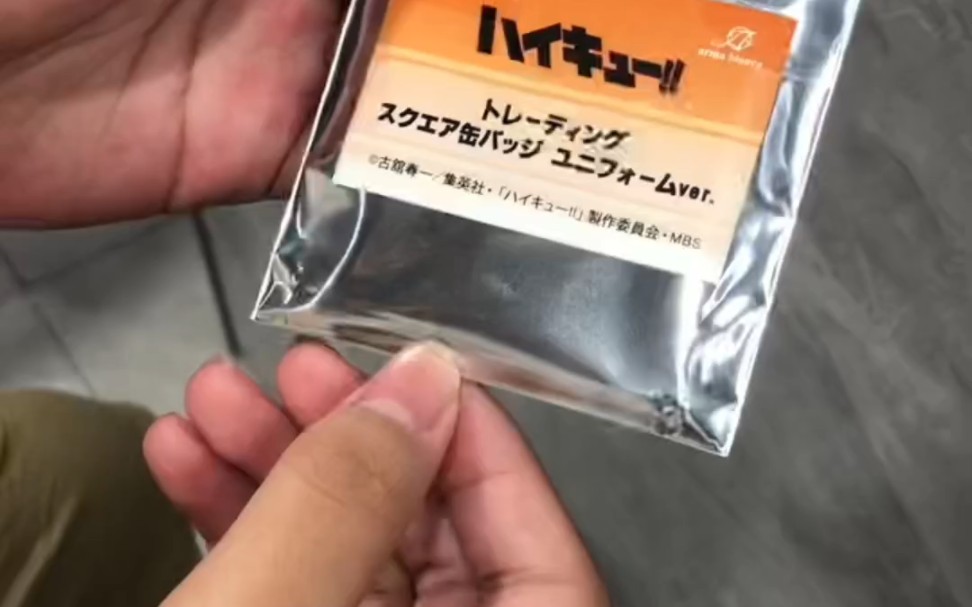 ハイキュー!!
arma bianca
トレーディング
スクエア缶バッジ ユニフォームver.
©古舘春一／集英社・「ハイキュー!!」製作委員会・MBS